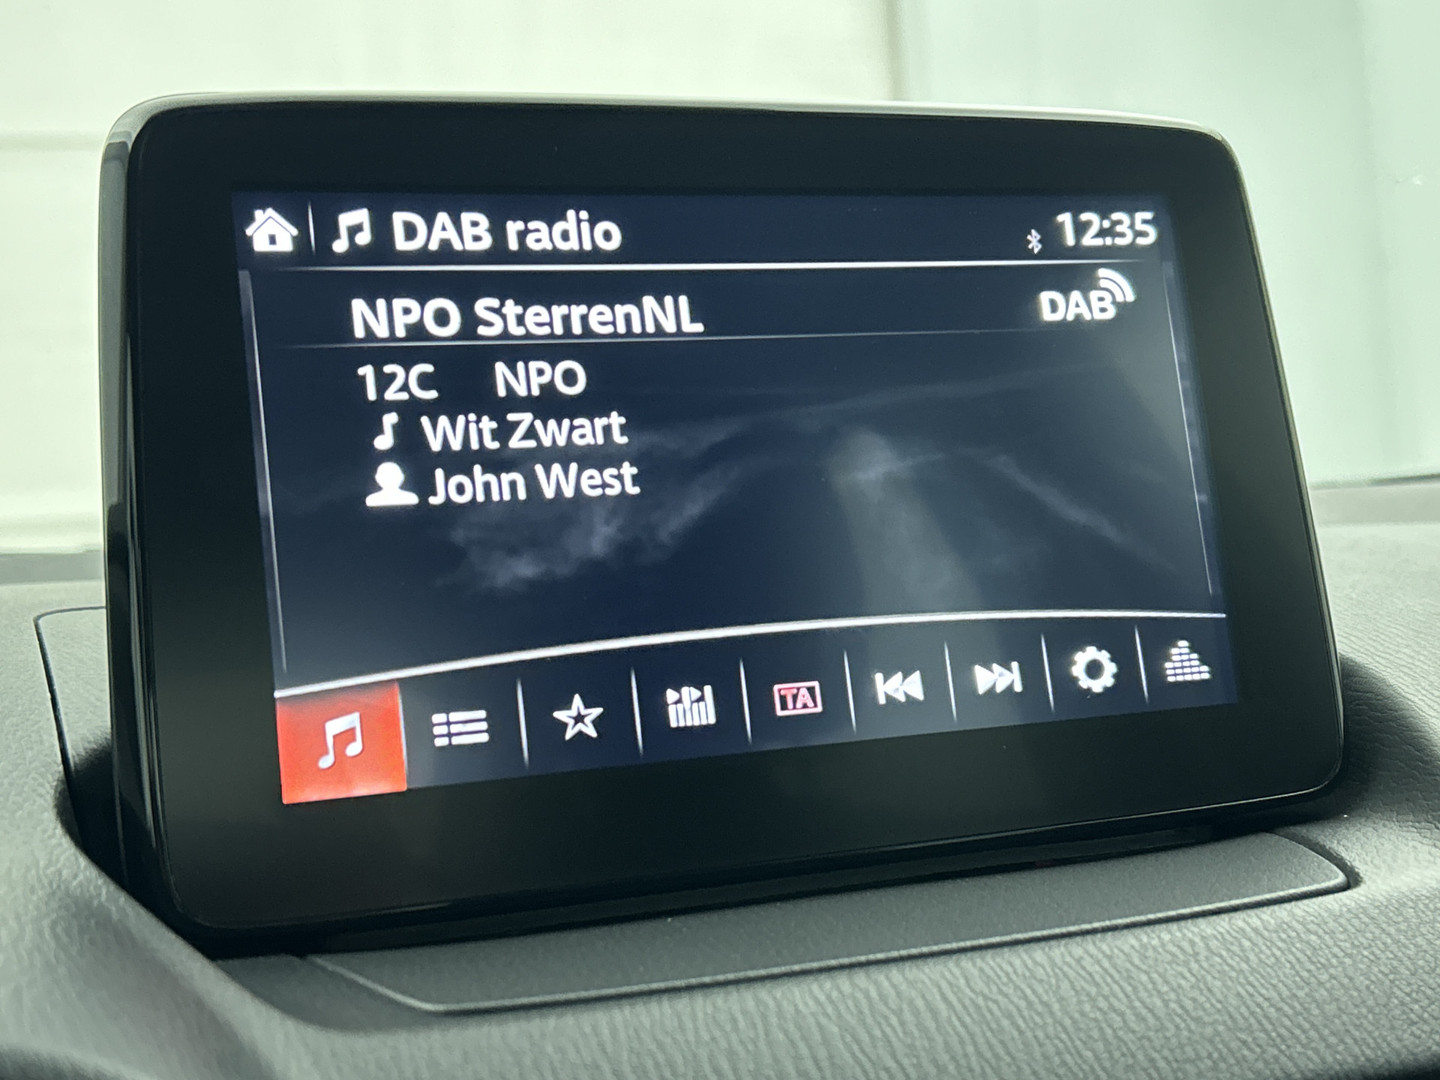 DAB radio 12:35
NPO SterrenNL DAB
12C NPO
Wit Zwart
John West
TA